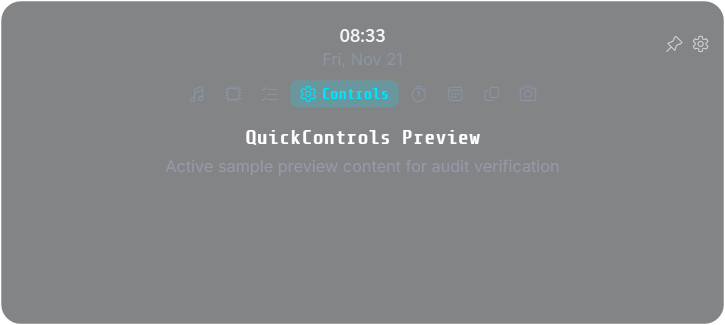 08:33
Fri, Nov 21
Controls
QuickControls Preview
Active sample preview content for audit verification